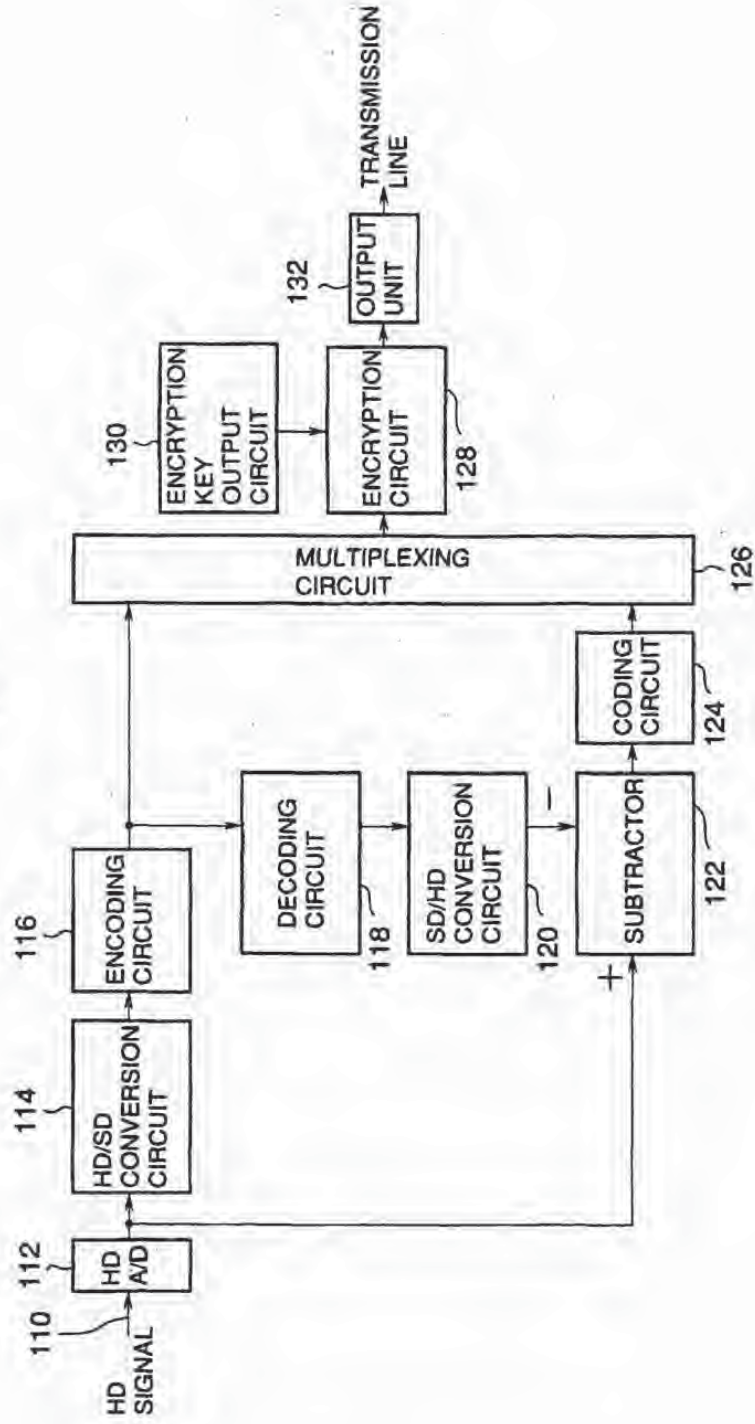 HD
SIGNAL
110
112
HD
A/D
114
HD/SD
CONVERSION
CIRCUIT
116
ENCODING
CIRCUIT
DECODING
CIRCUIT
118
SD/HD
CONVERSION
CIRCUIT
120
−
+
SUBTRACTOR
122
CODING
CIRCUIT
124
MULTIPLEXING
CIRCUIT
126
130
ENCRYPTION
KEY
OUTPUT
CIRCUIT
ENCRYPTION
CIRCUIT
128
132
OUTPUT
UNIT
TRANSMISSION
LINE